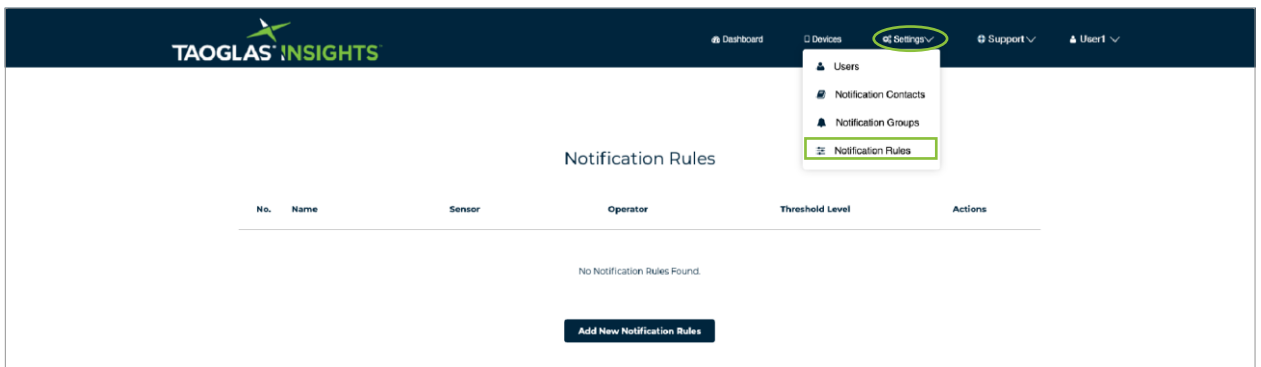 TAOGLAS INSIGHTS
Dashboard Devices Settings Support User1
Users
Notification Contacts
Notification Groups
Notification Rules
Notification Rules
No. Name Sensor Operator Threshold Level Actions
No Notification Rules Found.
Add New Notification Rules